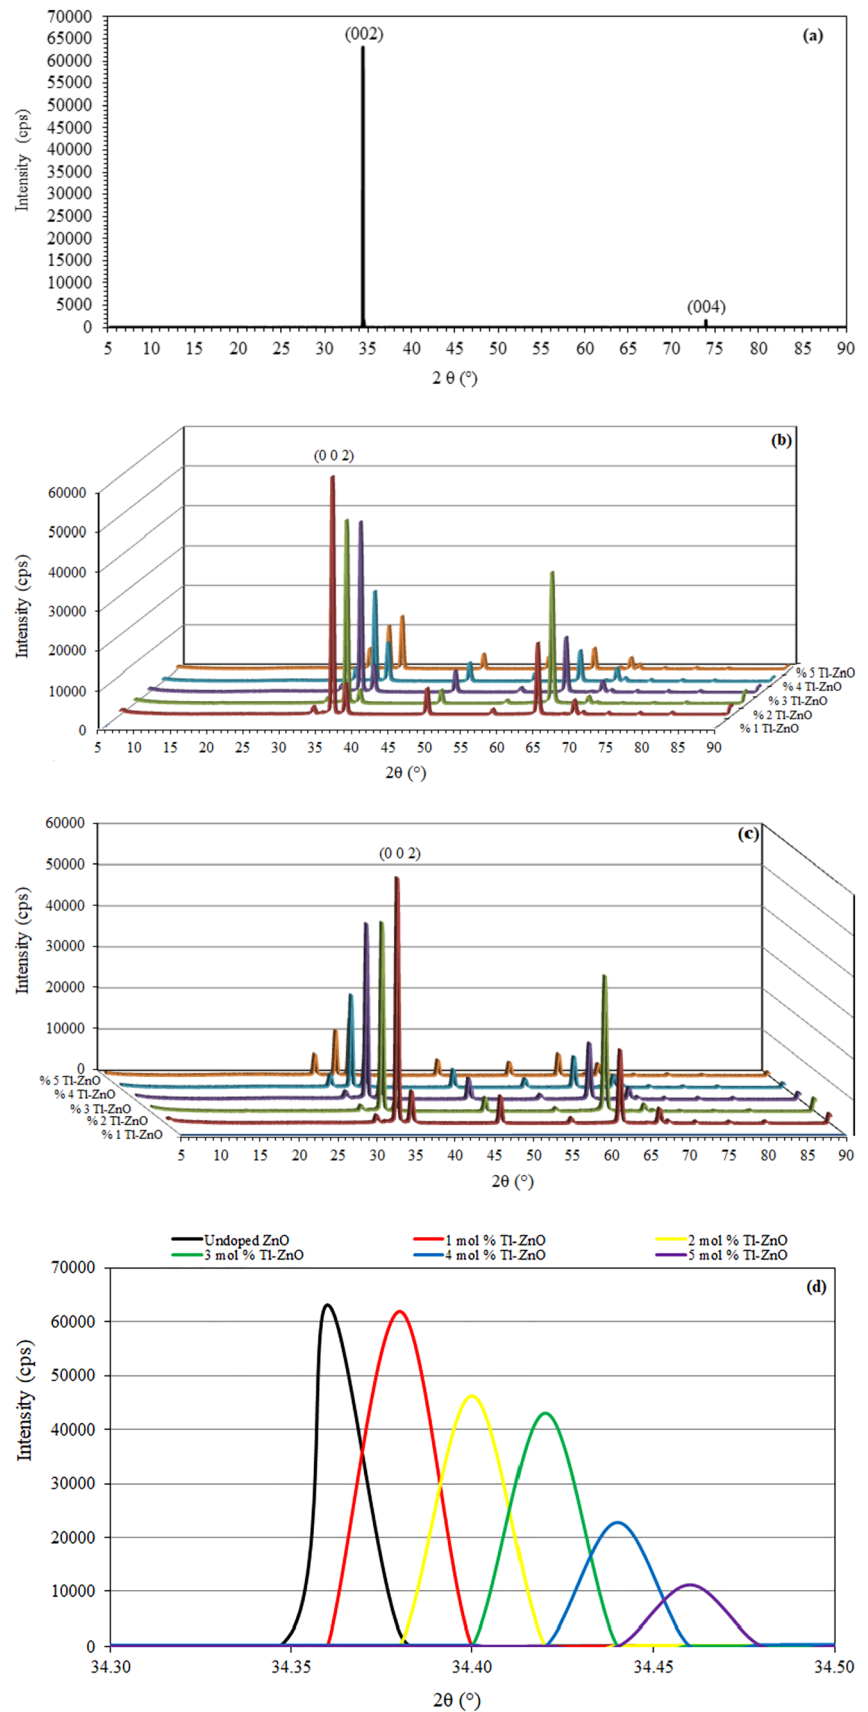 (a)
(002)
(004)
Intensity (cps)
70000
65000
60000
55000
50000
45000
40000
35000
30000
25000
20000
15000
10000
5000
0
5 10 15 20 25 30 35 40 45 50 55 60 65 70 75 80 85 90
2 θ (°)
(b)
(0 0 2)
Intensity (cps)
60000
50000
40000
30000
20000
10000
0
% 5 Tl-ZnO
% 4 Tl-ZnO
% 3 Tl-ZnO
% 2 Tl-ZnO
% 1 Tl-ZnO
5 10 15 20 25 30 35 40 45 50 55 60 65 70 75 80 85 90
2θ (°)
(c)
(0 0 2)
Intensity (cps)
60000
50000
40000
30000
20000
10000
0
% 5 Tl-ZnO
% 4 Tl-ZnO
% 3 Tl-ZnO
% 2 Tl-ZnO
% 1 Tl-ZnO
5 10 15 20 25 30 35 40 45 50 55 60 65 70 75 80 85 90
2θ (°)
Undoped ZnO 1 mol % Tl-ZnO 2 mol % Tl-ZnO
3 mol % Tl-ZnO 4 mol % Tl-ZnO 5 mol % Tl-ZnO
(d)
Intensity (cps)
70000
60000
50000
40000
30000
20000
10000
0
34.30 34.35 34.40 34.45 34.50
2θ (°)